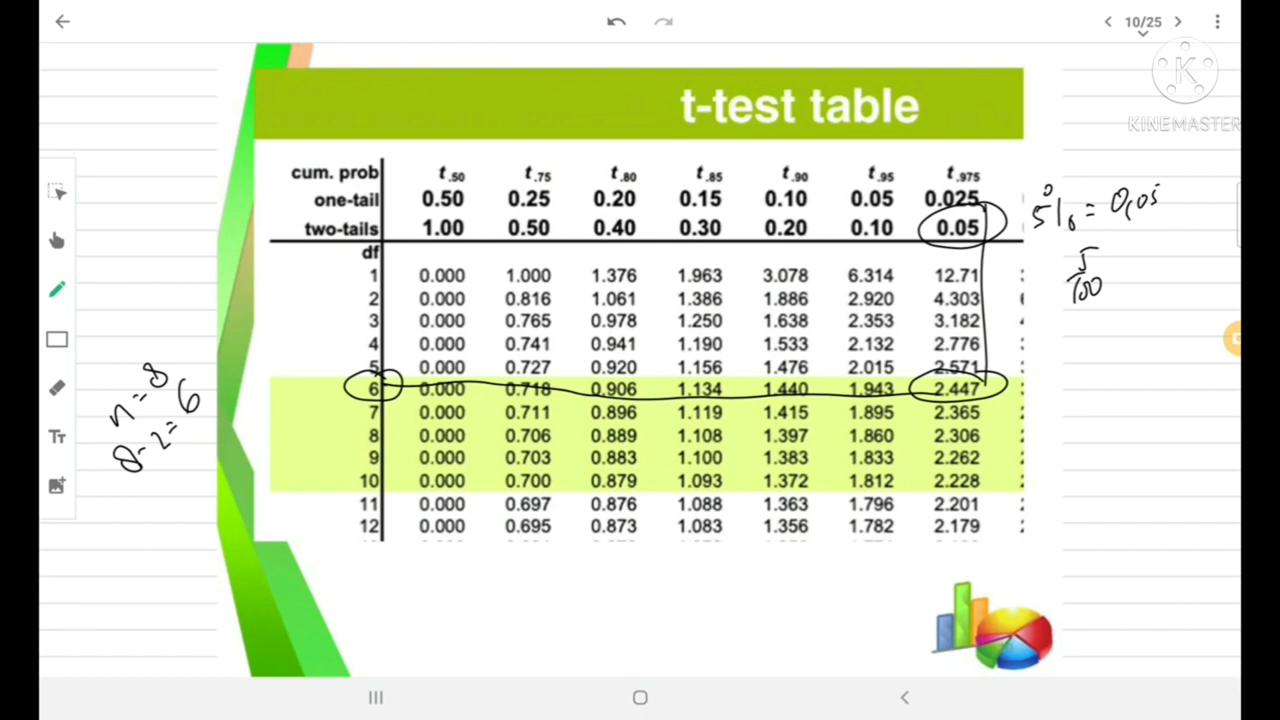 10/25
K
KINEMASTER
t-test table
cum. prob t.50 t.75 t.80 t.85 t.90 t.95 t.975
one-tail 0.50 0.25 0.20 0.15 0.10 0.05 0.025
two-tails 1.00 0.50 0.40 0.30 0.20 0.10 0.05
5% = 0,05
5
100
df
1 0.000 1.000 1.376 1.963 3.078 6.314 12.71
2 0.000 0.816 1.061 1.386 1.886 2.920 4.303
3 0.000 0.765 0.978 1.250 1.638 2.353 3.182
4 0.000 0.741 0.941 1.190 1.533 2.132 2.776
5 0.000 0.727 0.920 1.156 1.476 2.015 2.571
6 0.000 0.718 0.906 1.134 1.440 1.943 2.447
7 0.000 0.711 0.896 1.119 1.415 1.895 2.365
8 0.000 0.706 0.889 1.108 1.397 1.860 2.306
9 0.000 0.703 0.883 1.100 1.383 1.833 2.262
10 0.000 0.700 0.879 1.093 1.372 1.812 2.228
11 0.000 0.697 0.876 1.088 1.363 1.796 2.201
12 0.000 0.695 0.873 1.083 1.356 1.782 2.179
n = 8
8-2 = 6
Tт